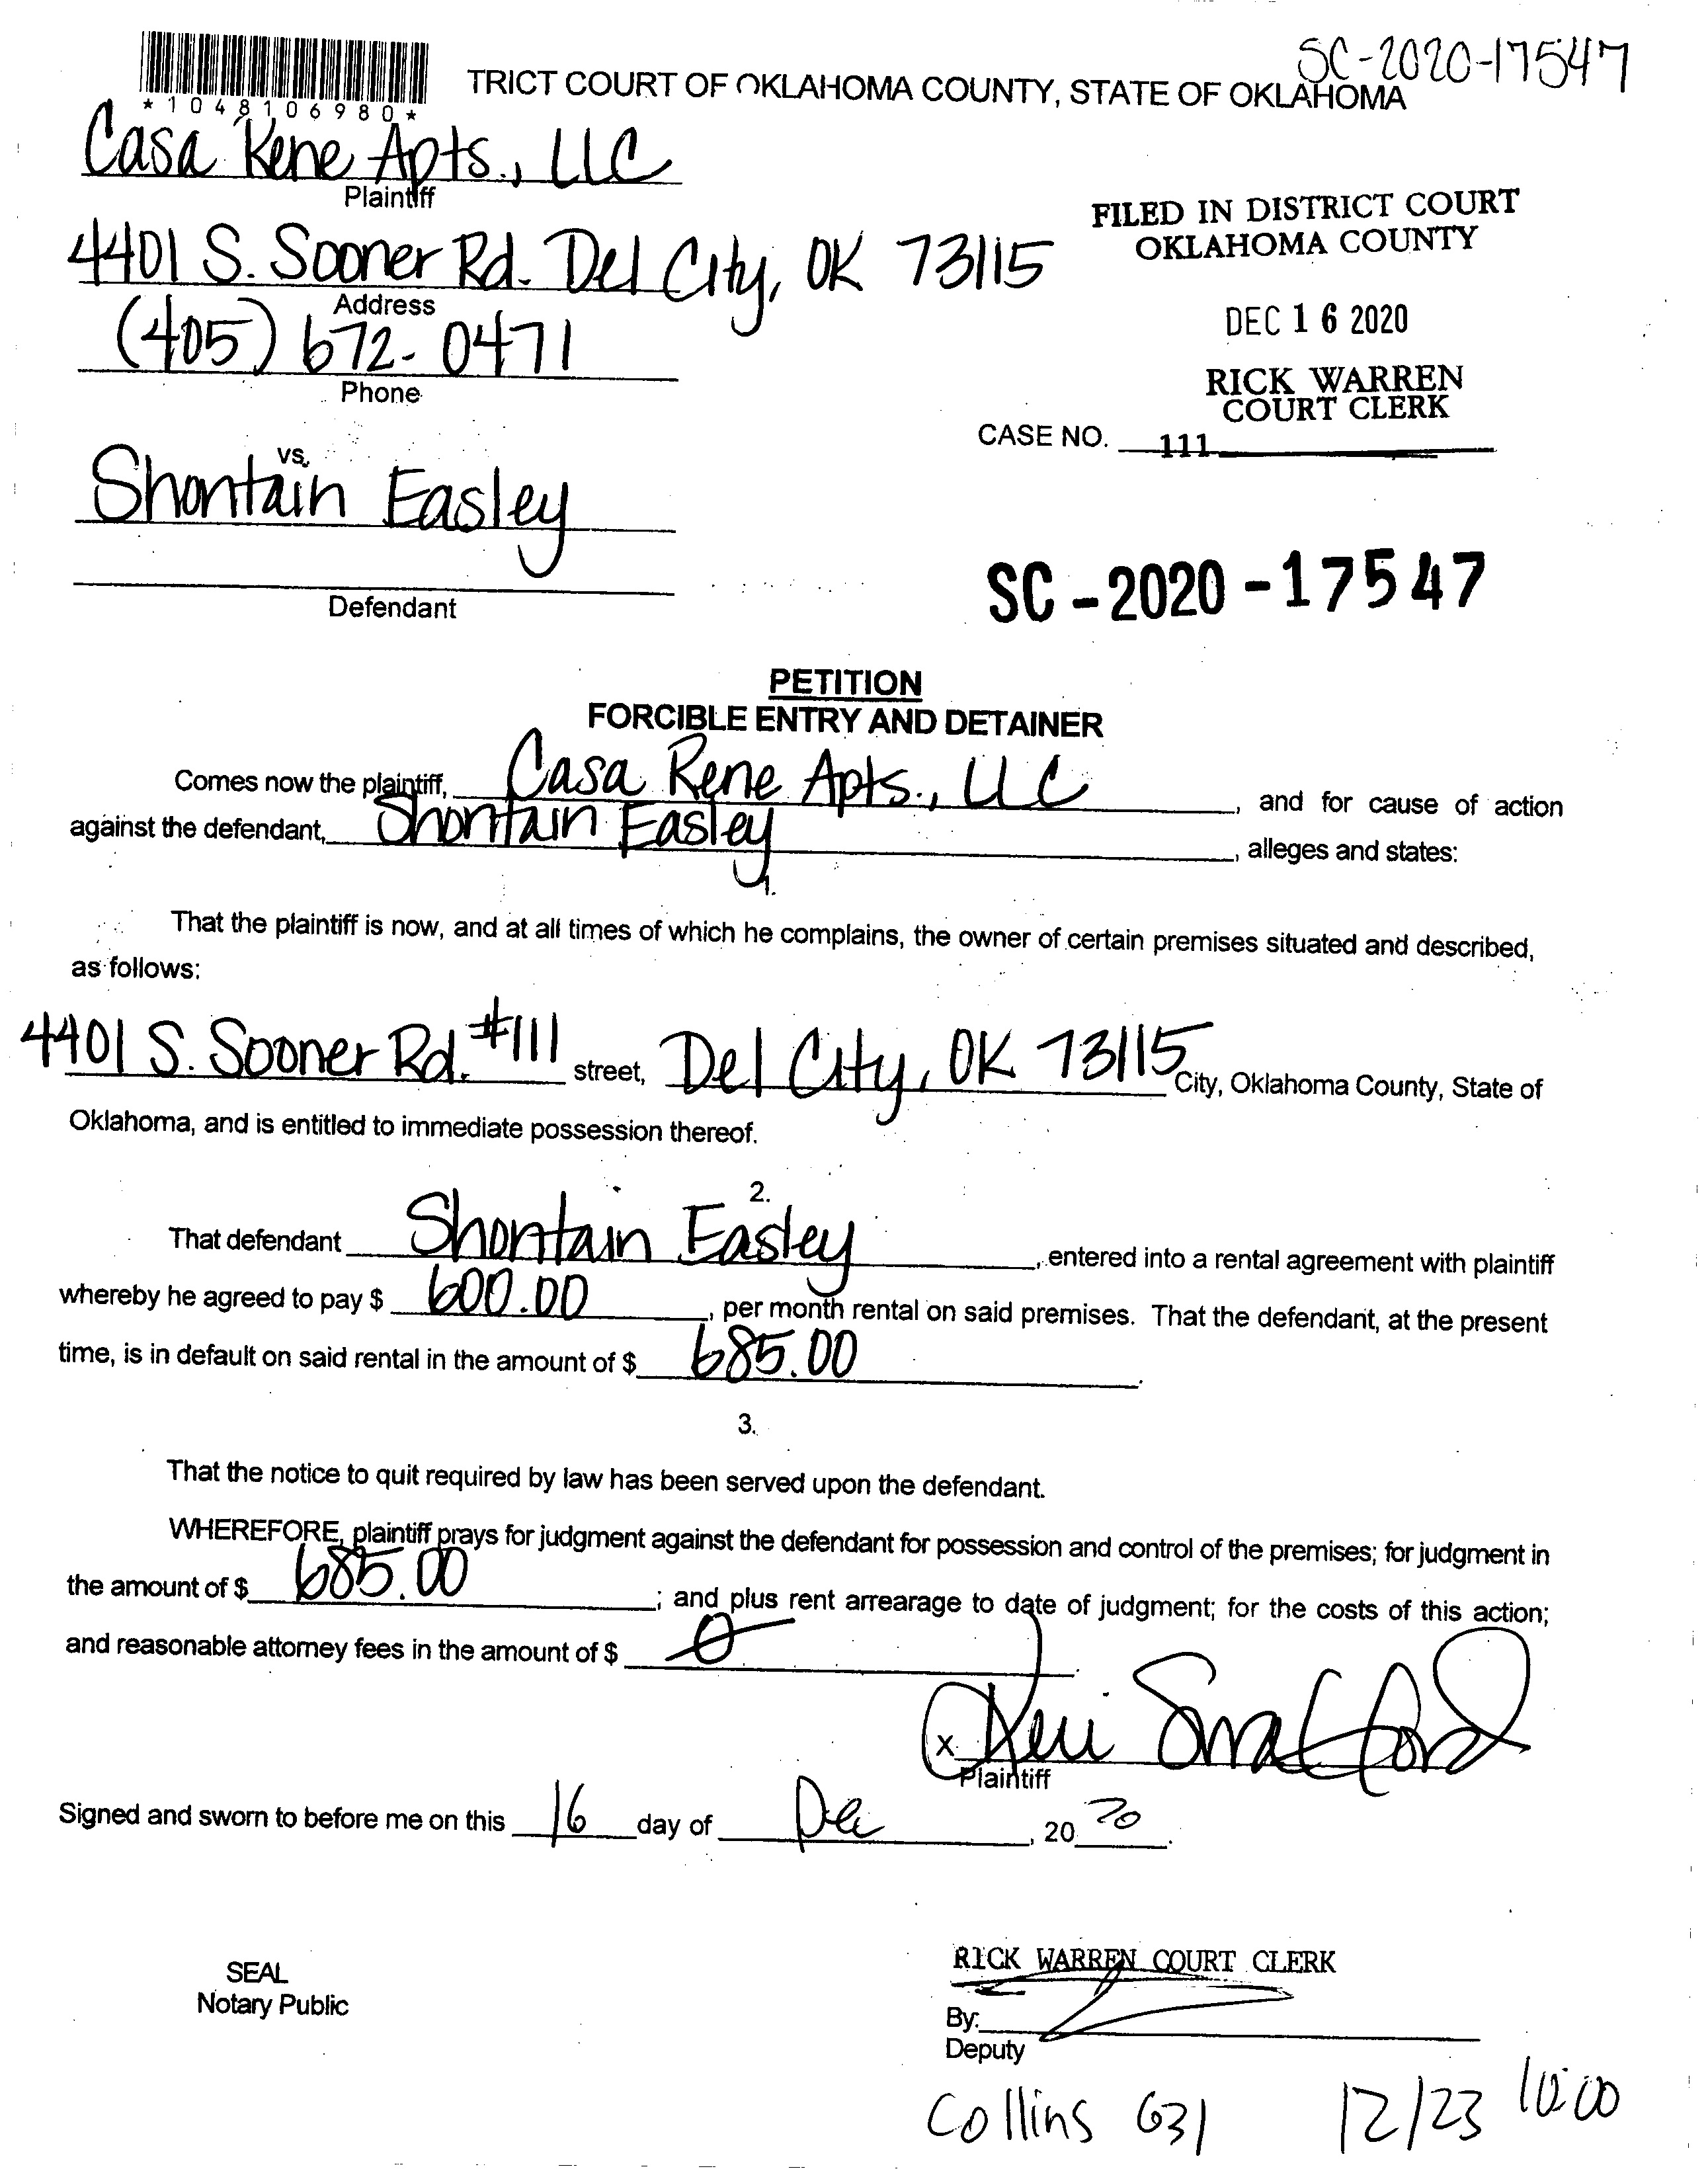 SC-2020-17547
*1048106980*
TRICT COURT OF OKLAHOMA COUNTY, STATE OF OKLAHOMA
Casa Rene Apts., LLC
Plaintiff
4401 S. Sooner Rd. Del City, OK 73115
Address
(405) 672-0471
Phone
FILED IN DISTRICT COURT
OKLAHOMA COUNTY
DEC 16 2020
RICK WARREN
COURT CLERK
CASE NO.
111
vs.
Shontain Easley
Defendant
SC-2020-17547
PETITION
FORCIBLE ENTRY AND DETAINER
Comes now the plaintiff, Casa Rene Apts., LLC, and for cause of action
against the defendant, Shontain Easley, alleges and states:
1.
That the plaintiff is now, and at all times of which he complains, the owner of certain premises situated and described,
as follows:
4401 S. Sooner Rd. #111 street, Del City, OK 73115 City, Oklahoma County, State of
Oklahoma, and is entitled to immediate possession thereof.
2.
That defendant Shontain Easley, entered into a rental agreement with plaintiff
whereby he agreed to pay $ 600.00, per month rental on said premises. That the defendant, at the present
time, is in default on said rental in the amount of $ 685.00.
3.
That the notice to quit required by law has been served upon the defendant.
WHEREFORE, plaintiff prays for judgment against the defendant for possession and control of the premises; for judgment in
the amount of $ 685.00; and plus rent arrearage to date of judgment; for the costs of this action;
and reasonable attorney fees in the amount of $ 0.
x Keri
Plaintiff
Signed and sworn to before me on this 16 day of Dec, 20 20.
SEAL
Notary Public
RICK WARREN COURT CLERK
By:
Deputy
Collins 631 12/23 10:00